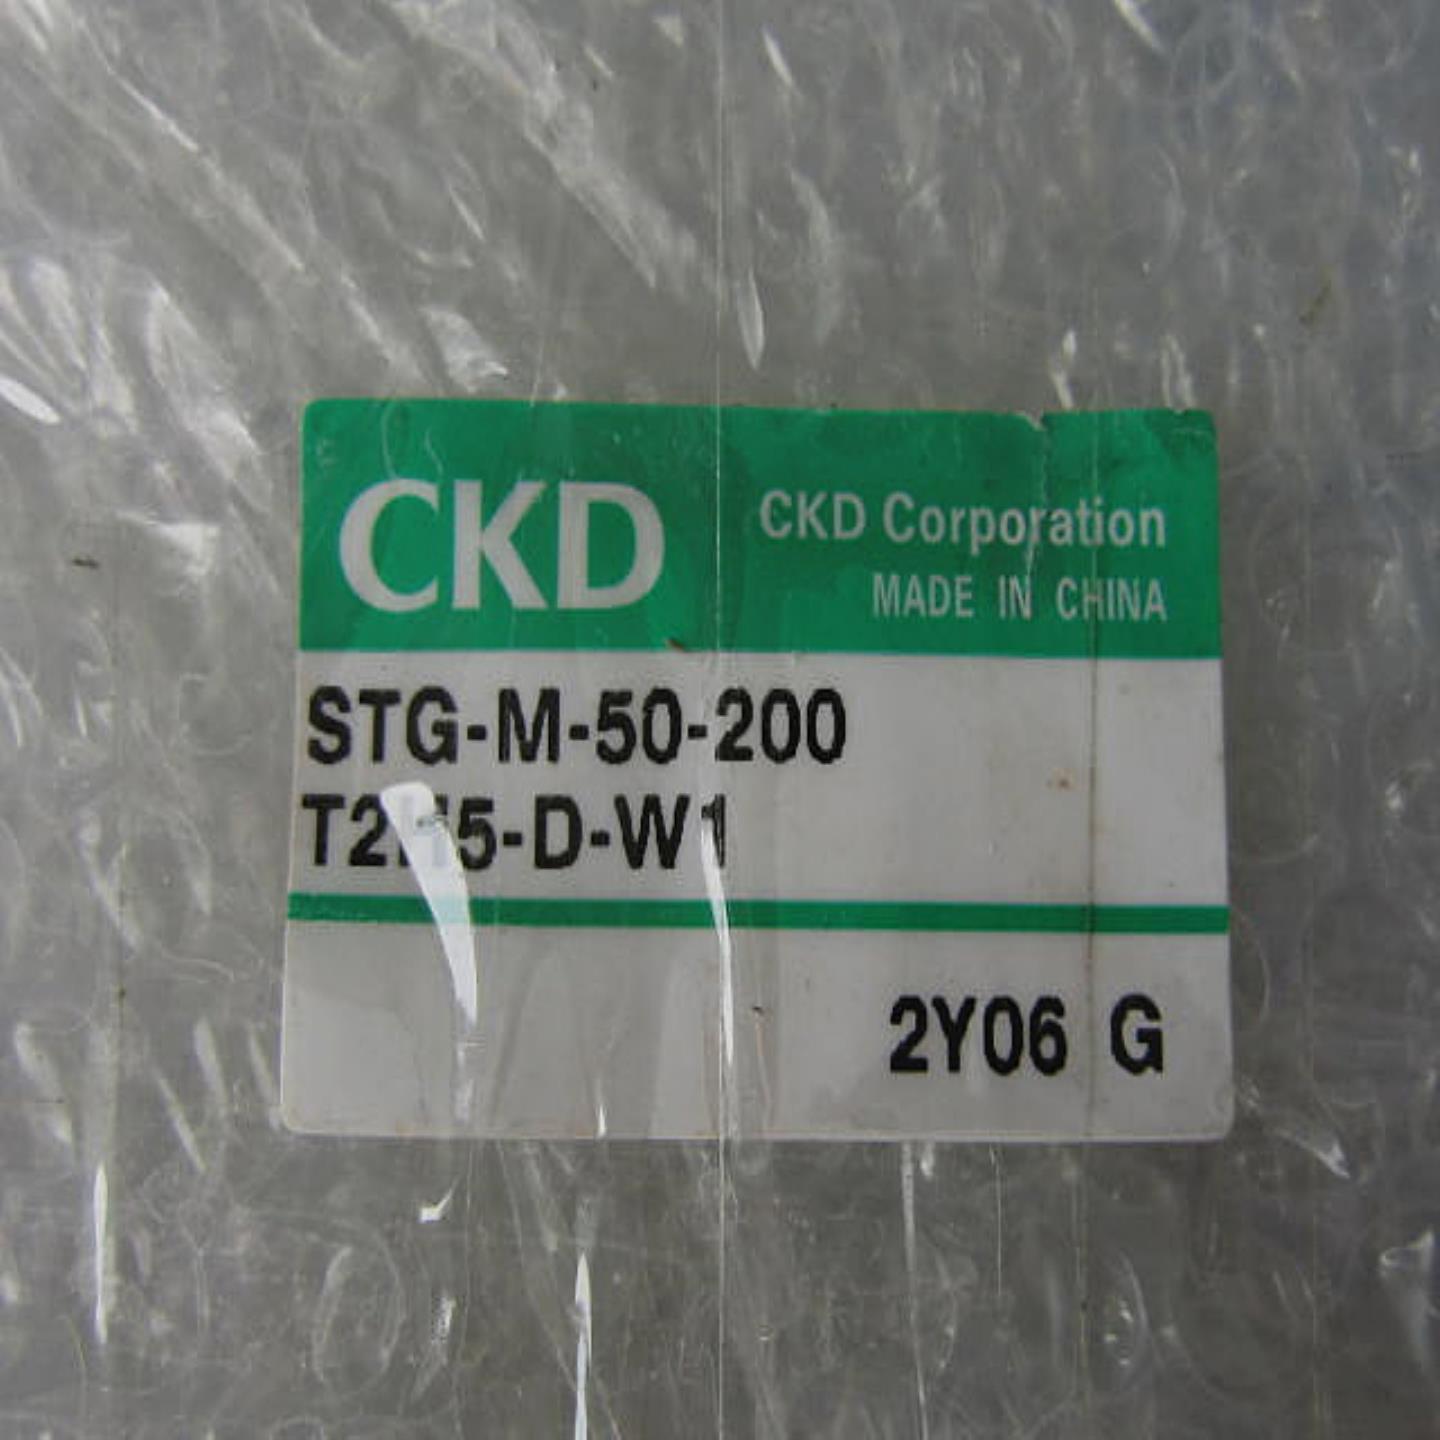 CKD
CKD Corporation
MADE IN CHINA
STG-M-50-200
T2H5-D-W1
2Y06 G